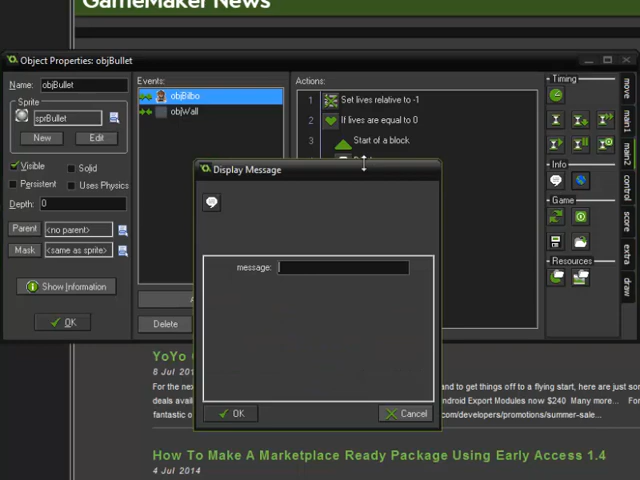 GameMaker News
Object Properties: objBullet
Name: objBullet
Sprite
sprBullet
New
Edit
Visible
Solid
Persistent
Uses Physics
Depth: 0
Parent <no parent>
Mask <same as sprite>
Show Information
OK
Events:
objBilbo
objWall
Delete
Actions:
1 Set lives relative to -1
2 If lives are equal to 0
3 Start of a block
Display Message
message:
OK
Cancel
Timing
Info
Game
Resources
move
main1
main2
control
score
extra
draw
YoYo
8 Jul
For the nex
and to get things off to a flying start, here are just som
deals availa
ndroid Export Modules now $240 Many more... Fo
fantastic o
com/developers/promotions/summer-sale...
How To Make A Marketplace Ready Package Using Early Access 1.4
4 Jul 2014